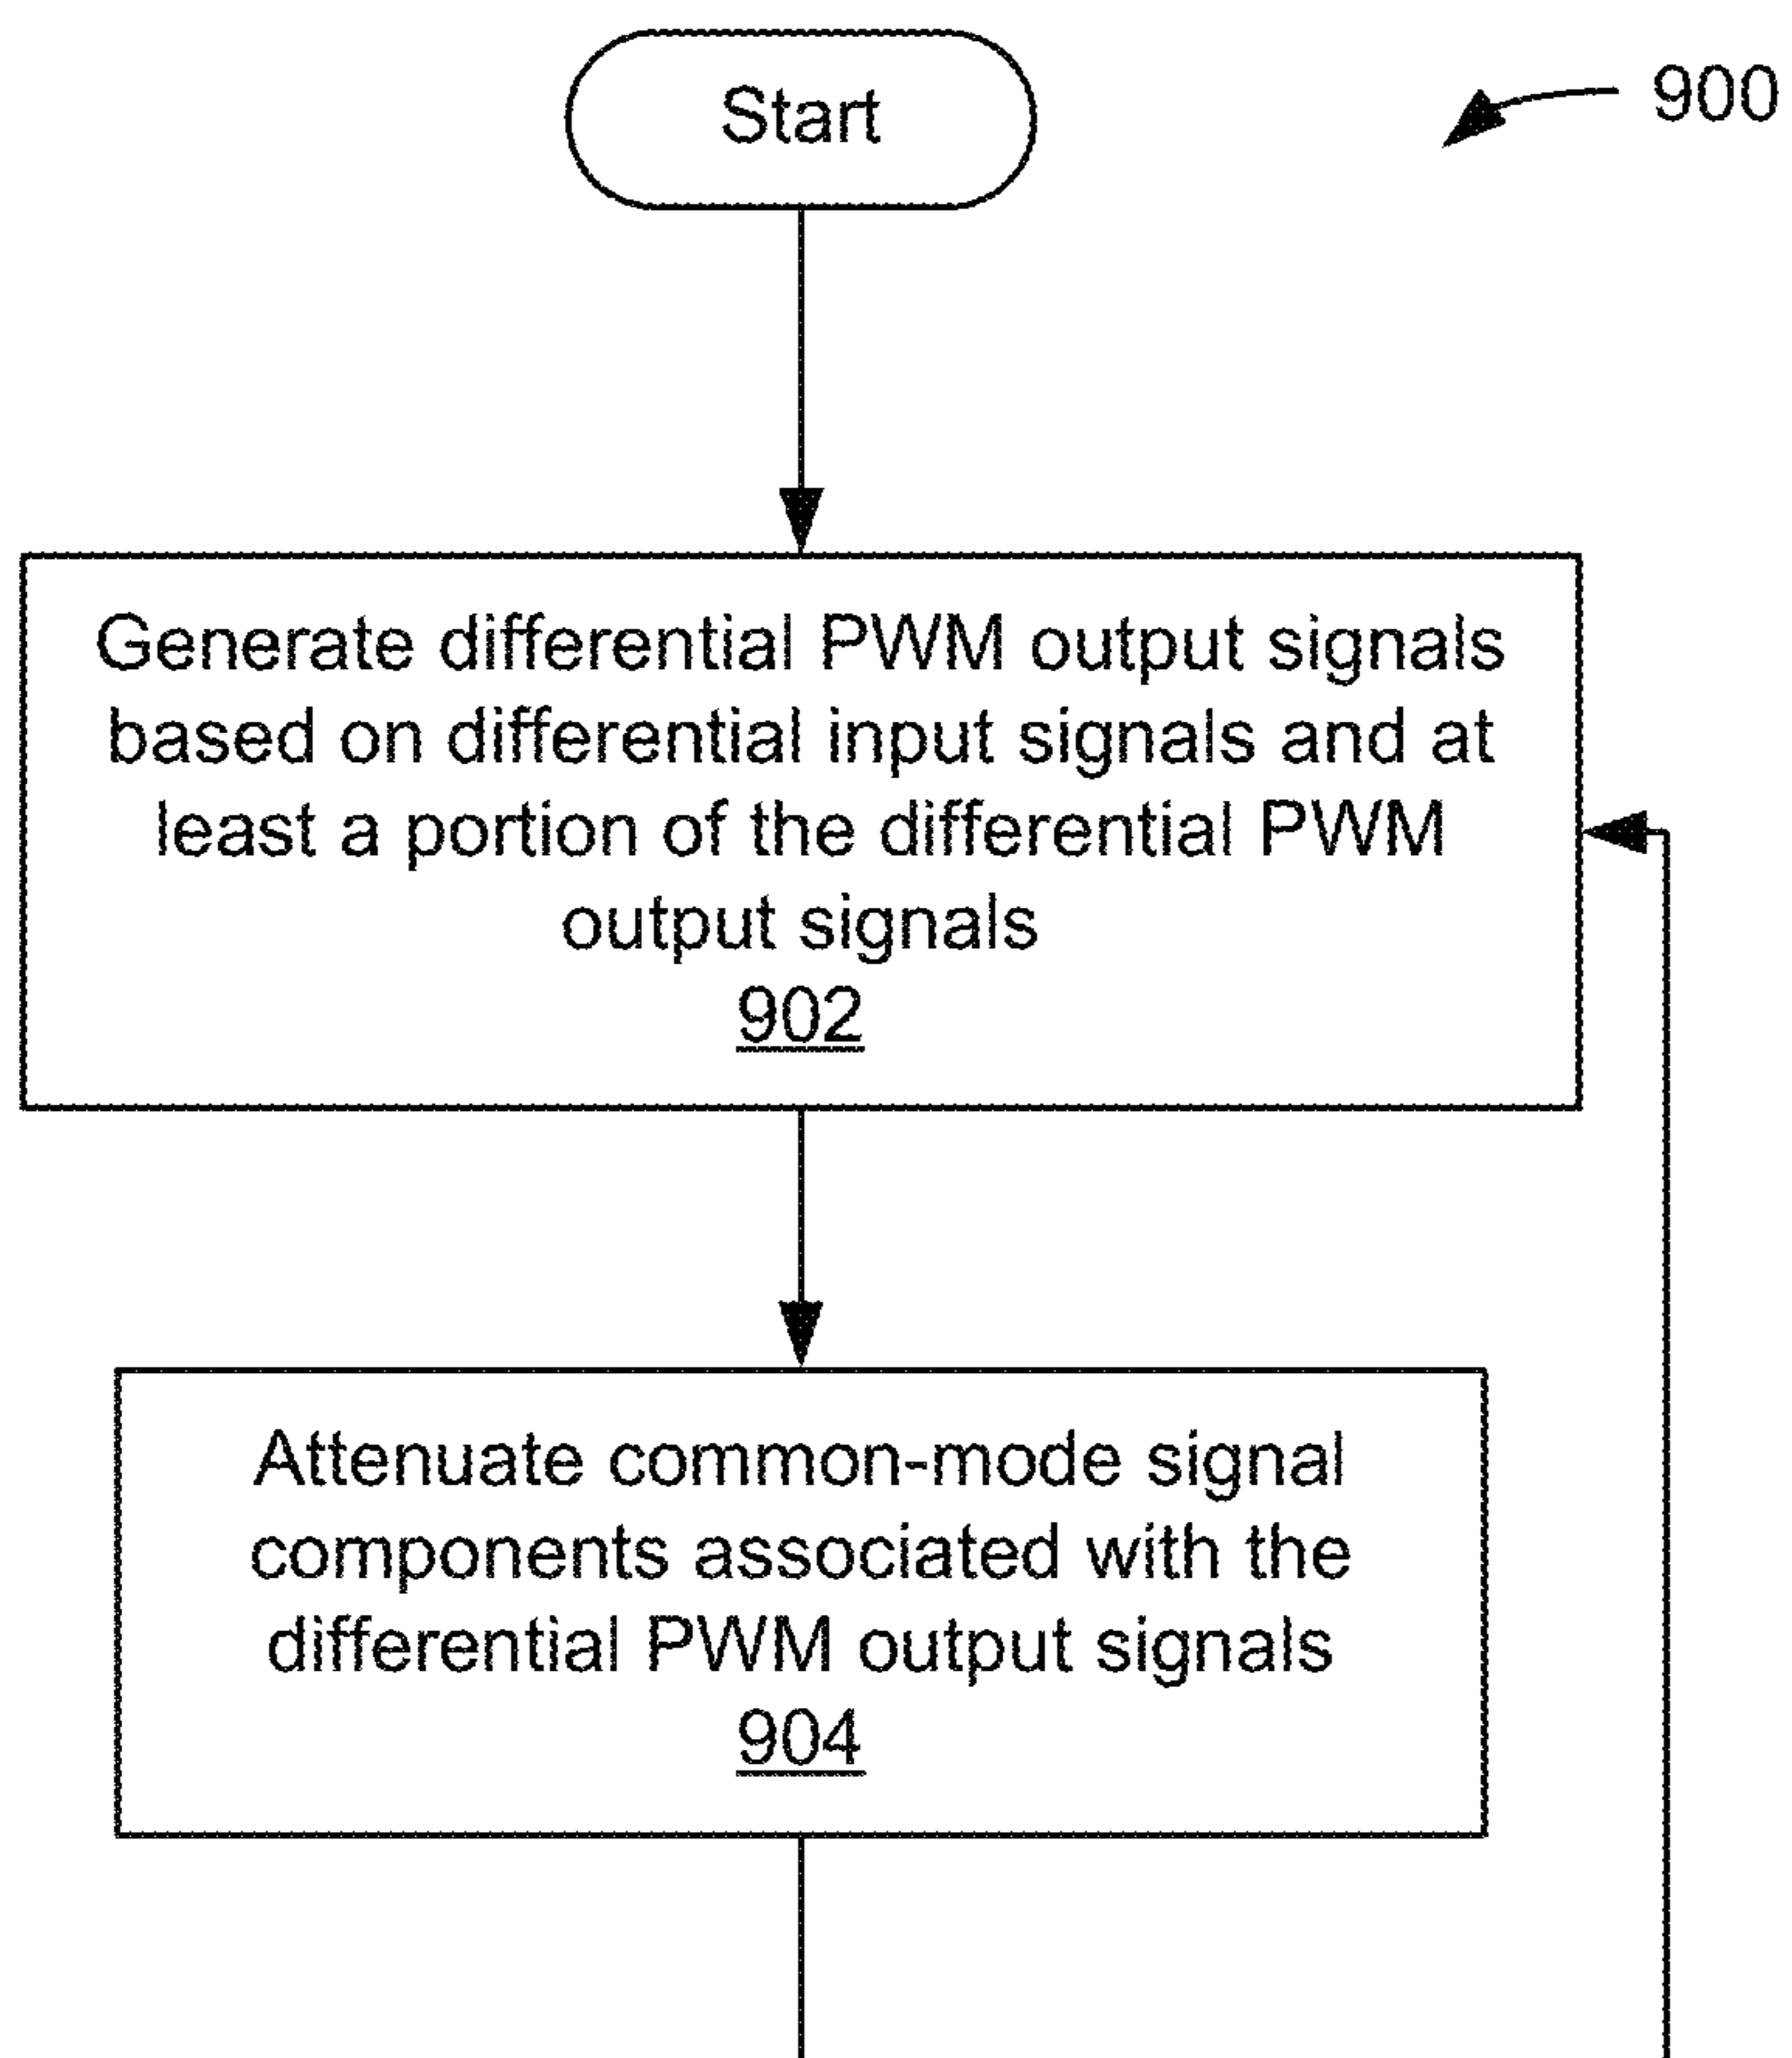 Start
900
Generate differential PWM output signals
based on differential input signals and at
least a portion of the differential PWM
output signals
902
Attenuate common-mode signal
components associated with the
differential PWM output signals
904